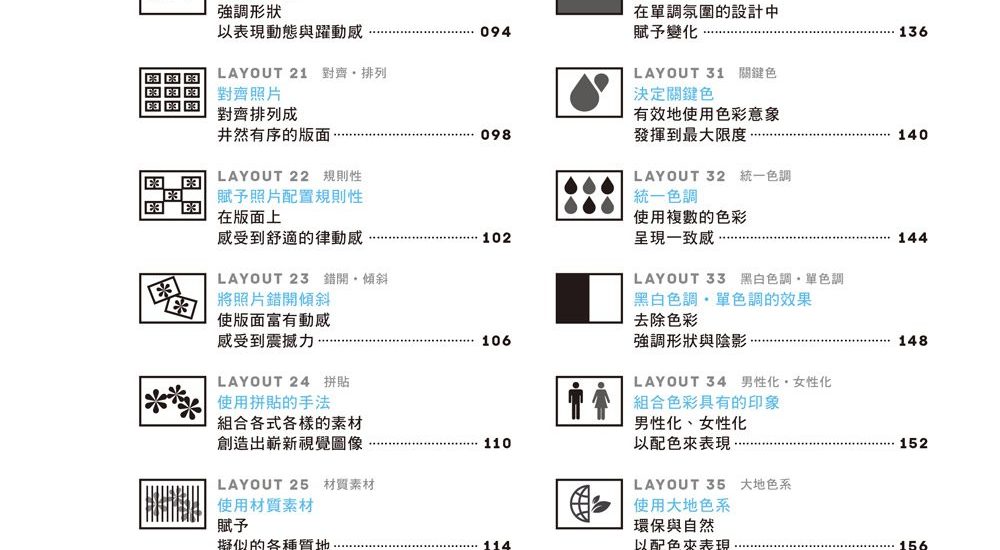 強調形狀
以表現動態與躍動感 094
LAYOUT 21 對齊・排列
對齊照片
對齊排列成
井然有序的版面 098
LAYOUT 22 規則性
賦予照片配置規則性
在版面上
感受到舒適的律動感 102
LAYOUT 23 錯開・傾斜
將照片錯開傾斜
使版面富有動感
感受到震撼力 106
LAYOUT 24 拼貼
使用拼貼的手法
組合各式各樣的素材
創造出嶄新視覺圖像 110
LAYOUT 25 材質素材
使用材質素材
賦予
擬似的各種質地 114
在單調氛圍的設計中
賦予變化 136
LAYOUT 31 關鍵色
決定關鍵色
有效地使用色彩意象
發揮到最大限度 140
LAYOUT 32 統一色調
統一色調
使用複數的色彩
呈現一致感 144
LAYOUT 33 黑白色調・單色調
黑白色調・單色調的效果
去除色彩
強調形狀與陰影 148
LAYOUT 34 男性化・女性化
組合色彩具有的印象
男性化、女性化
以配色來表現 152
LAYOUT 35 大地色系
使用大地色系
環保與自然
以配色來表現 156